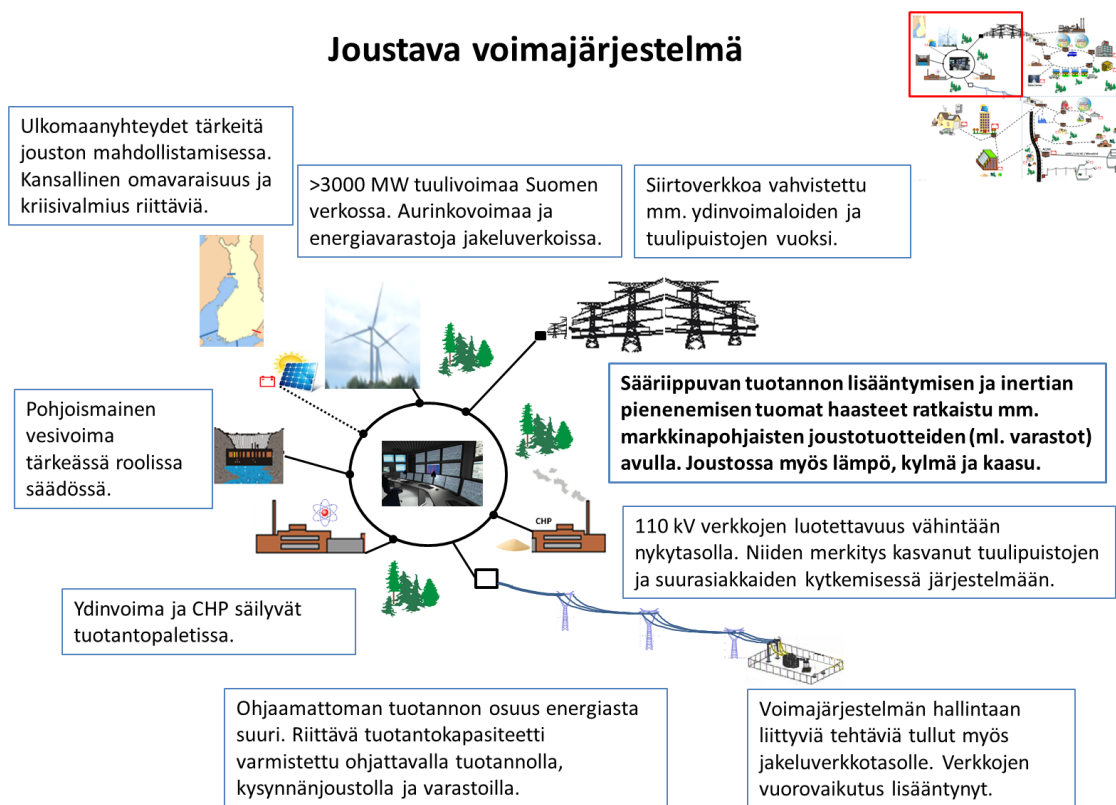 Joustava voimajärjestelmä
Ulkomaanyhteydet tärkeitä
jouston mahdollistamisessa.
Kansallinen omavaraisuus ja
kriisivalmius riittäviä.
>3000 MW tuulivoimaa Suomen
verkossa. Aurinkovoimaa ja
energiavarastoja jakeluverkoissa.
Siirtoverkkoa vahvistettu
mm. ydinvoimaloiden ja
tuulipuistojen vuoksi.
Sääriippuvan tuotannon lisääntymisen ja inertian
pienenemisen tuomat haasteet ratkaistu mm.
markkinapohjaisten joustotuotteiden (ml. varastot)
avulla. Joustossa myös lämpö, kylmä ja kaasu.
Pohjoismainen
vesivoima
tärkeässä roolissa
säädössä.
CHP
110 kV verkkojen luotettavuus vähintään
nykytasolla. Niiden merkitys kasvanut tuulipuistojen
ja suurasiakkaiden kytkemisessä järjestelmään.
Ydinvoima ja CHP säilyvät
tuotantopaletissa.
Ohjaamattoman tuotannon osuus energiasta
suuri. Riittävä tuotantokapasiteetti
varmistettu ohjattavalla tuotannolla,
kysynnänjoustolla ja varastoilla.
Voimajärjestelmän hallintaan
liittyviä tehtäviä tullut myös
jakeluverkkotasolle. Verkkojen
vuorovaikutus lisääntynyt.